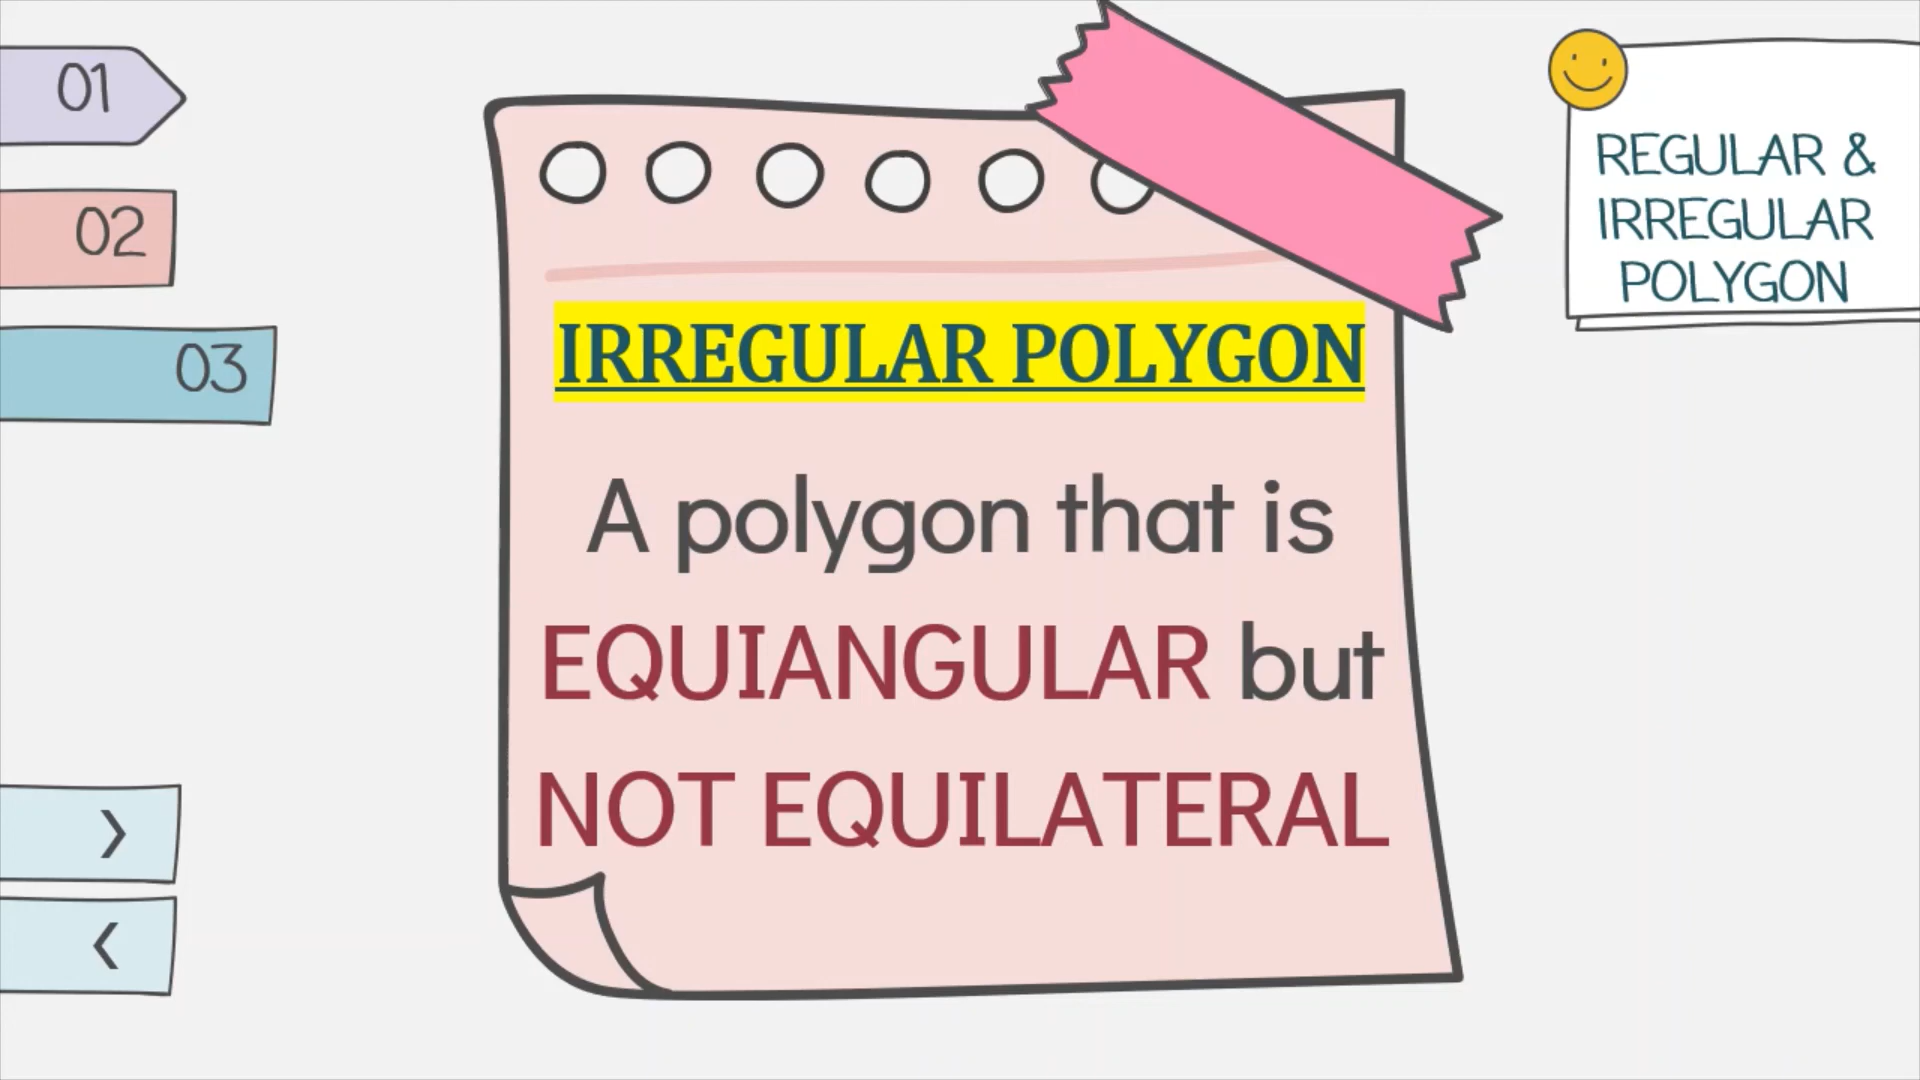 01
02
03
REGULAR &
IRREGULAR
POLYGON
IRREGULAR POLYGON
A polygon that is
EQUIANGULAR but
NOT EQUILATERAL